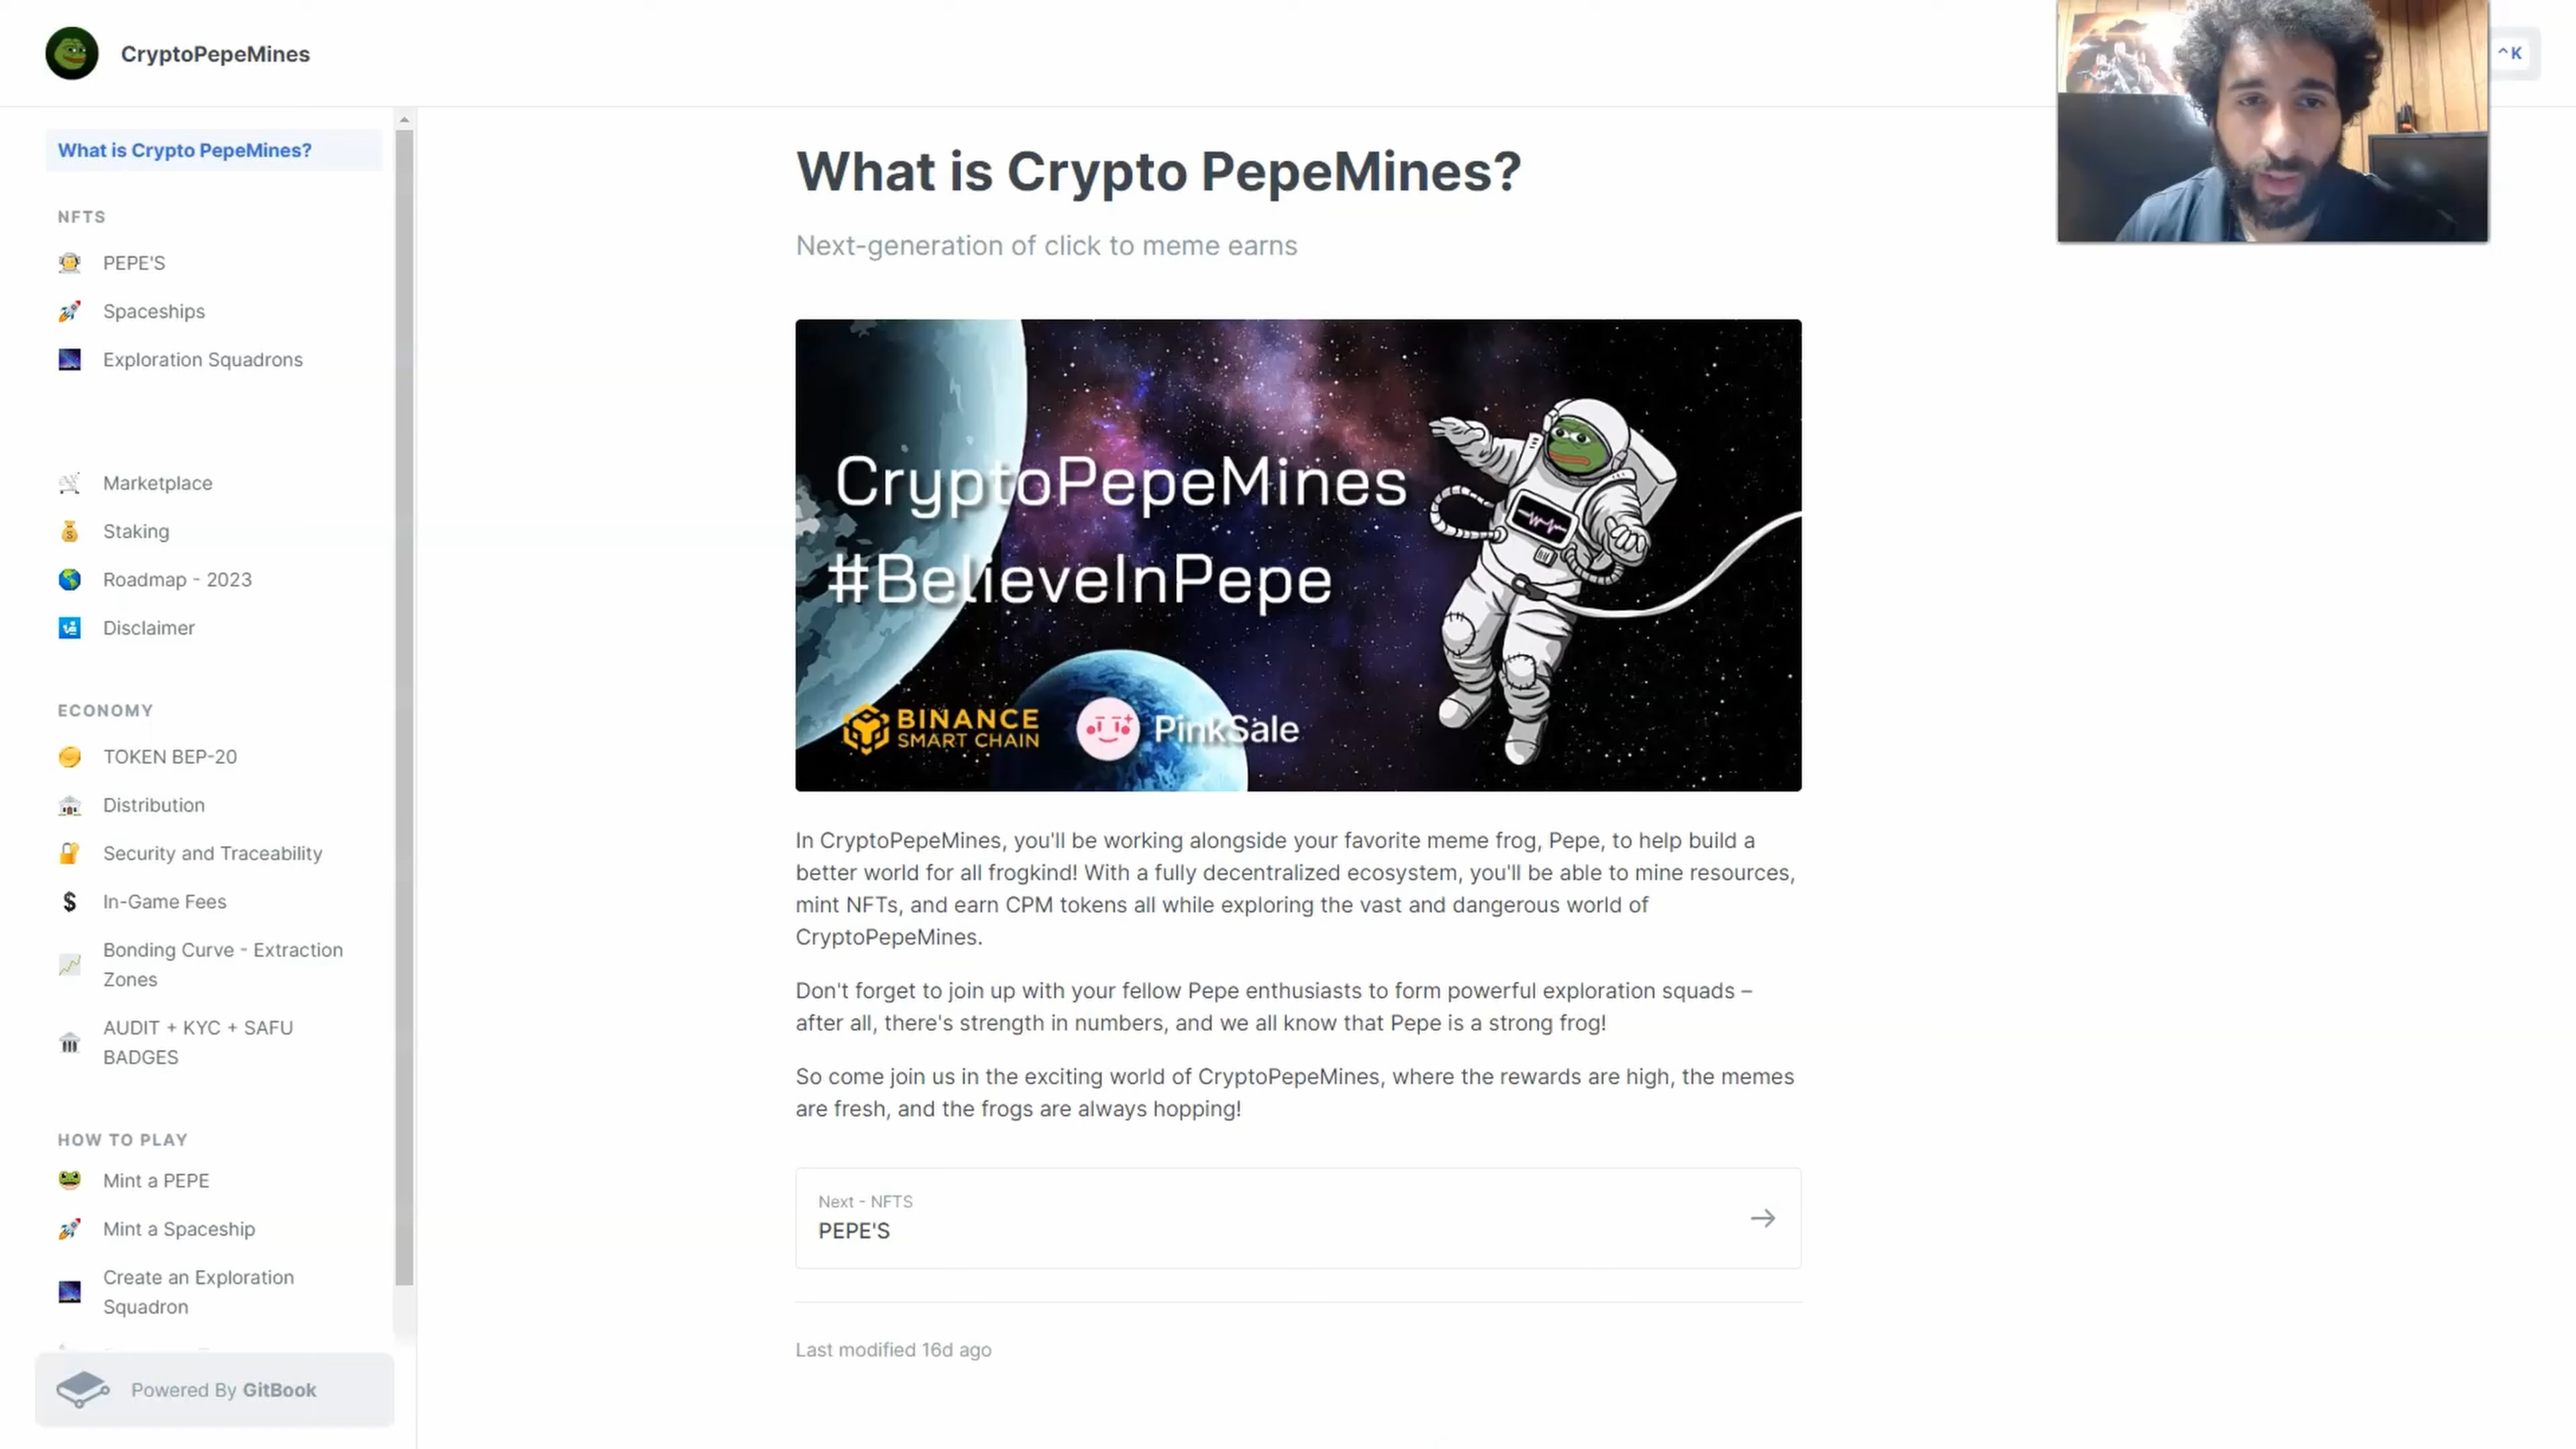 CryptoPepeMines
^K
What is Crypto PepeMines?
NFTS
PEPE'S
Spaceships
Exploration Squadrons
Marketplace
Staking
Roadmap - 2023
Disclaimer
ECONOMY
TOKEN BEP-20
Distribution
Security and Traceability
In-Game Fees
Bonding Curve - Extraction
Zones
AUDIT + KYC + SAFU
BADGES
HOW TO PLAY
Mint a PEPE
Mint a Spaceship
Create an Exploration
Squadron
Powered By GitBook
What is Crypto PepeMines?
Next-generation of click to meme earns
CryptoPepeMines
#BelieveInPepe
BINANCE
SMART CHAIN
PinkSale
In CryptoPepeMines, you'll be working alongside your favorite meme frog, Pepe, to help build a
better world for all frogkind! With a fully decentralized ecosystem, you'll be able to mine resources,
mint NFTs, and earn CPM tokens all while exploring the vast and dangerous world of
CryptoPepeMines.
Don't forget to join up with your fellow Pepe enthusiasts to form powerful exploration squads –
after all, there's strength in numbers, and we all know that Pepe is a strong frog!
So come join us in the exciting world of CryptoPepeMines, where the rewards are high, the memes
are fresh, and the frogs are always hopping!
Next - NFTS
PEPE'S
Last modified 16d ago